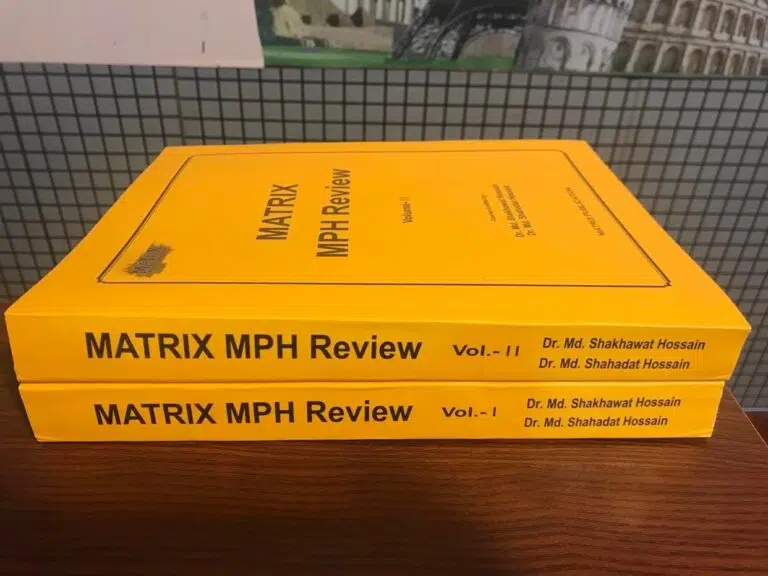 MATRIX
MPH Review
Volume-II
Dr. Md. Shakhawat Hossain
Dr. Md. Shahadat Hossain
MATRIX PUBLICATION
MATRIX MPH Review Vol.-II Dr. Md. Shakhawat Hossain
Dr. Md. Shahadat Hossain
MATRIX MPH Review Vol.-I Dr. Md. Shakhawat Hossain
Dr. Md. Shahadat Hossain